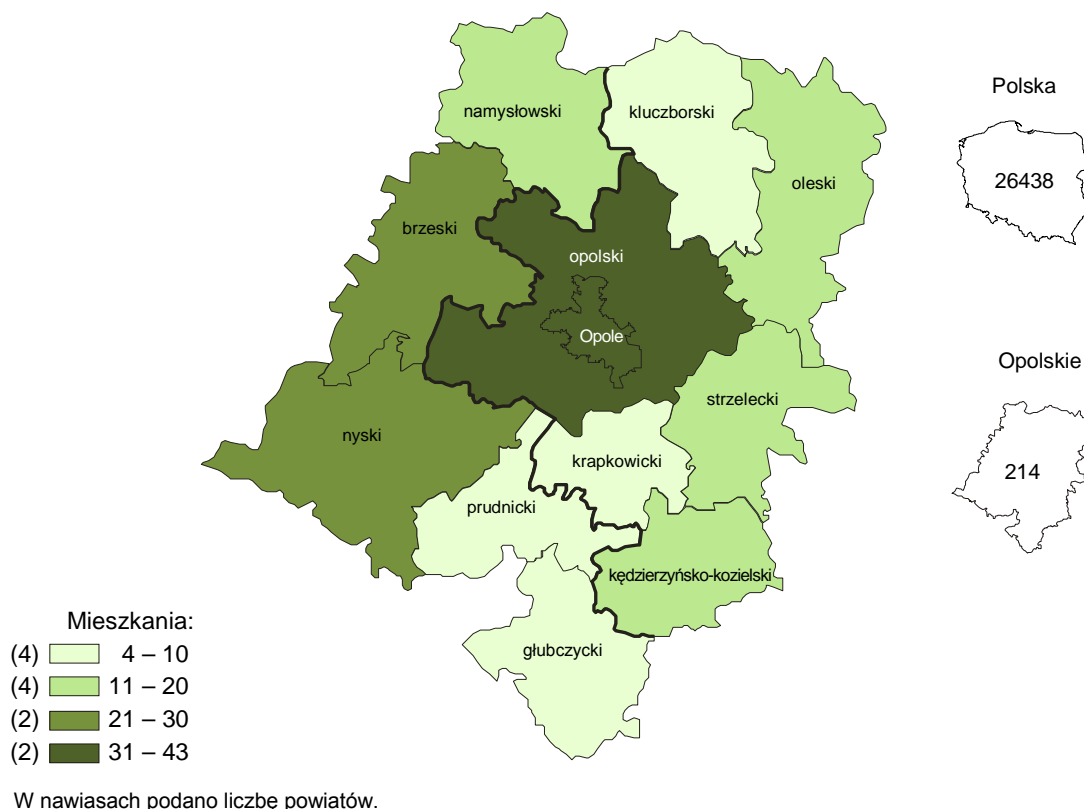 namysłowski
kluczborski
oleski
brzeski
opolski
Opole
strzelecki
nyski
krapkowicki
prudnicki
kędzierzyńsko-kozielski
głubczycki
Polska
26438
Opolskie
214
Mieszkania:
(4) 4 – 10
(4) 11 – 20
(2) 21 – 30
(2) 31 – 43
W nawiasach podano liczbę powiatów.